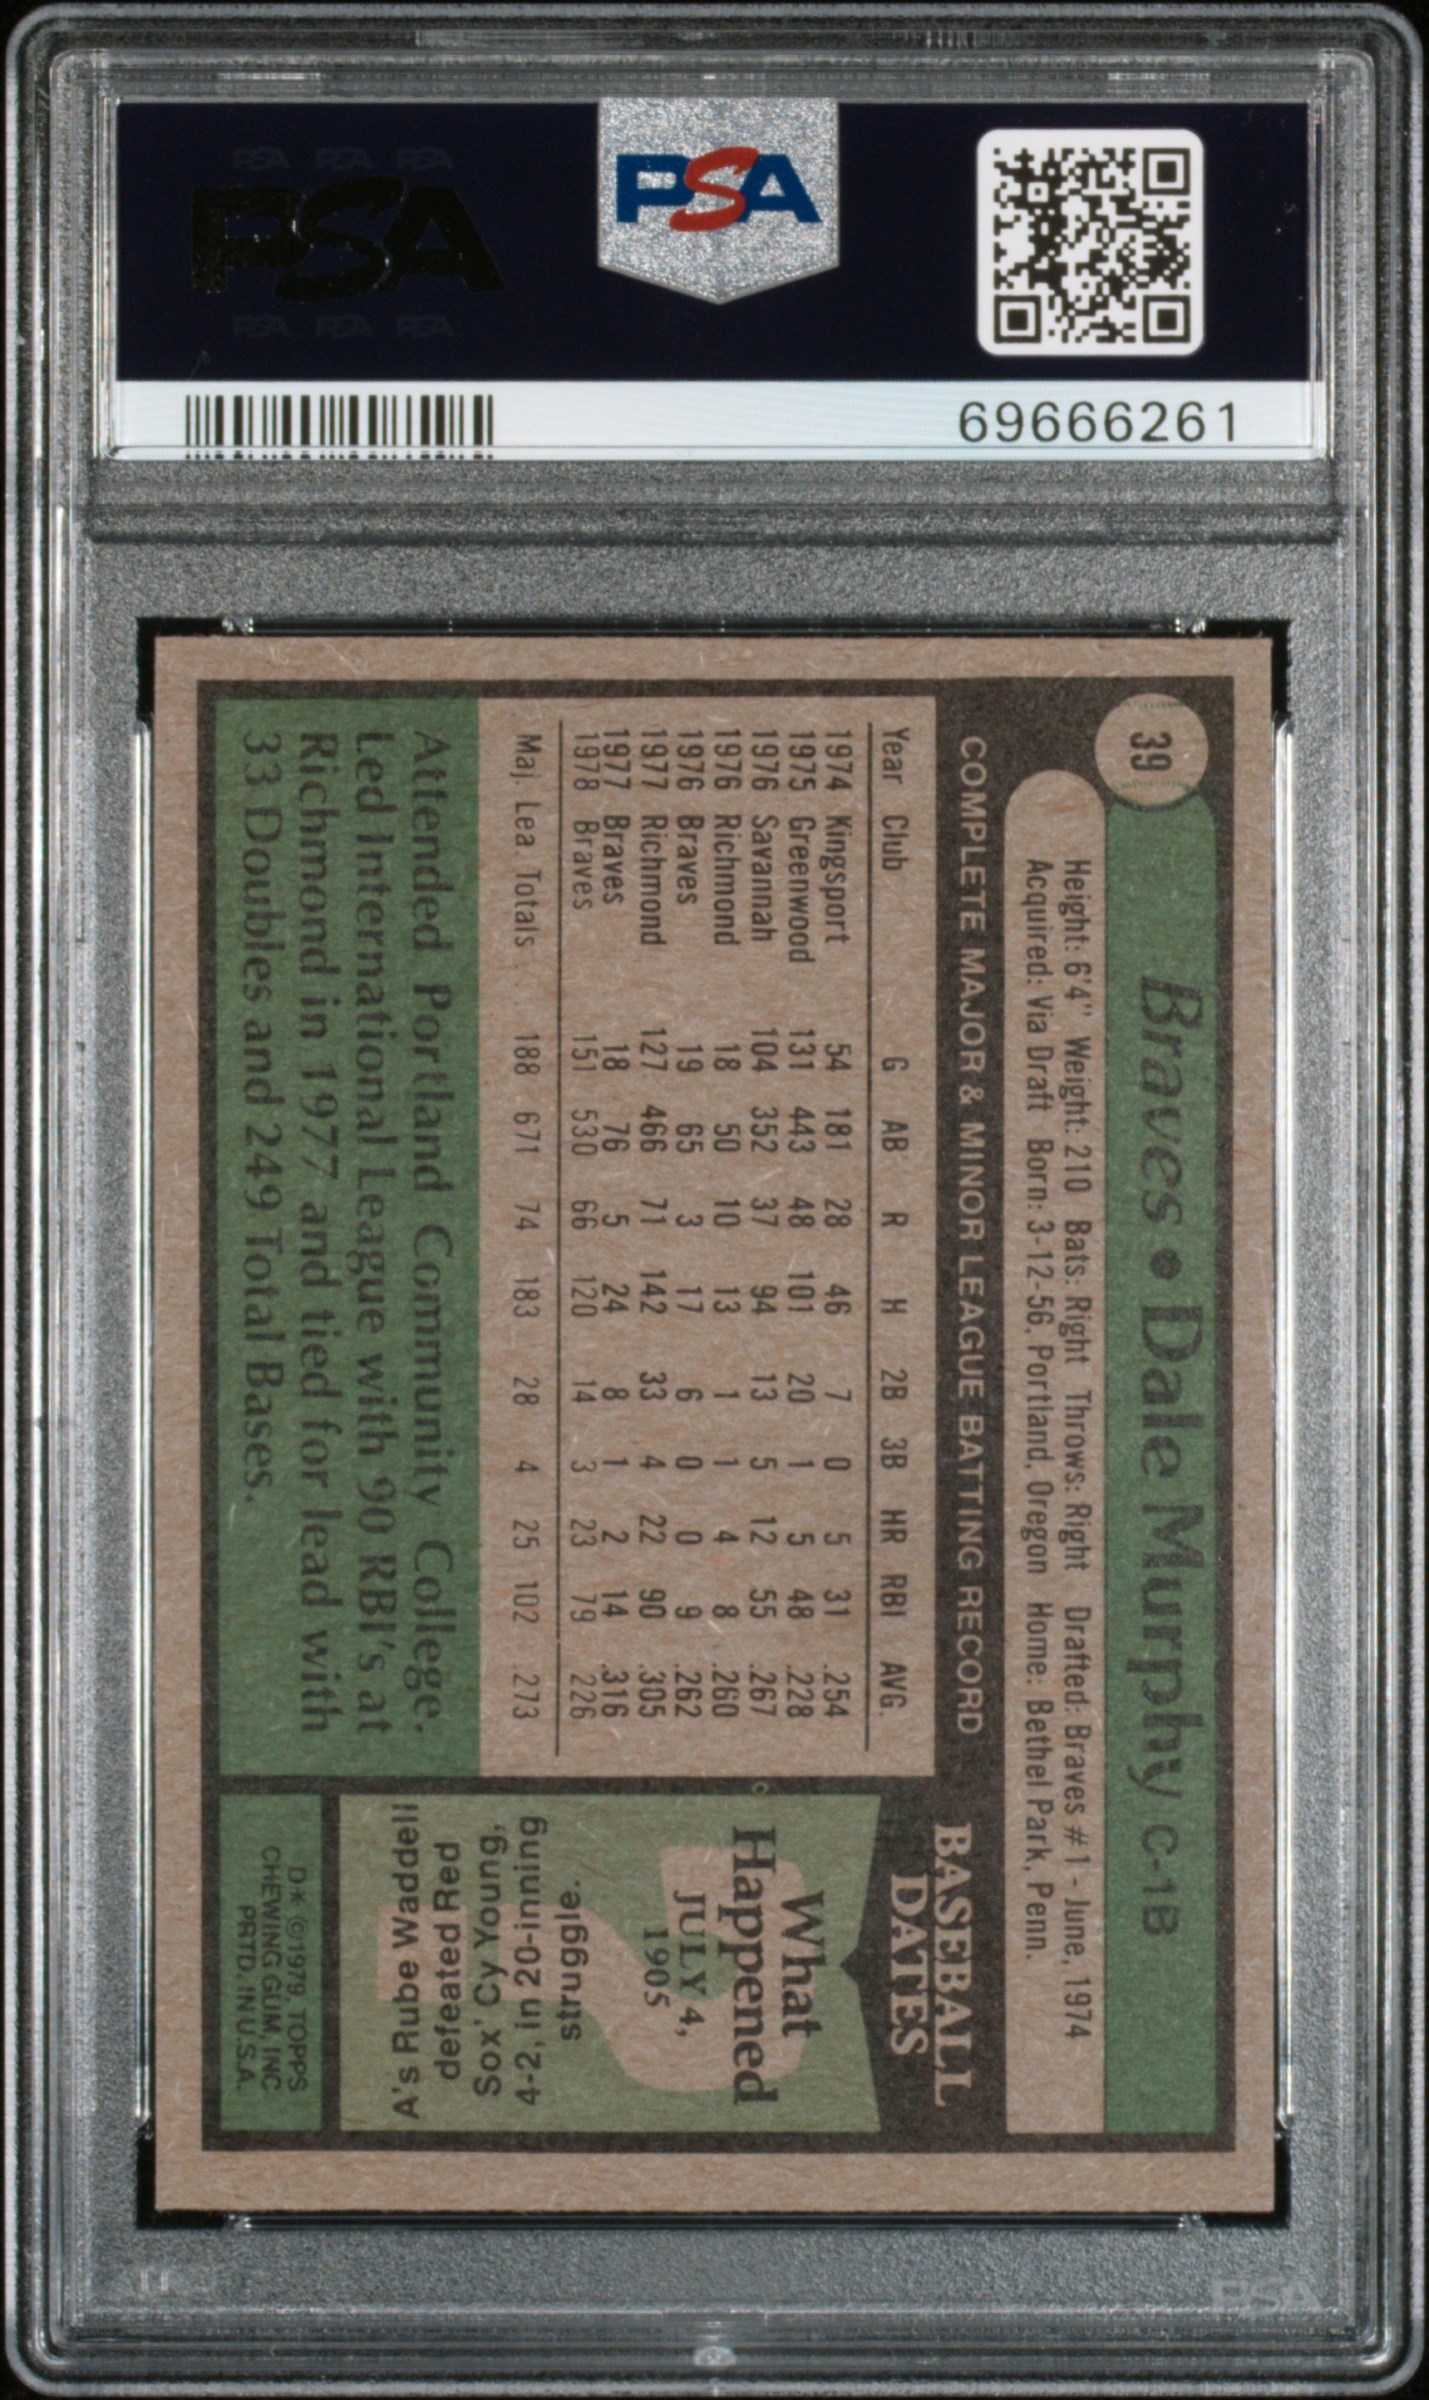 PSA PSA PSA
PSA
PSA PSA PSA
PSA
69666261
39
Braves • Dale Murphy C-1B
Height: 6'4" Weight: 210 Bats: Right Throws: Right Drafted: Braves #1 - June, 1974
Acquired: Via Draft Born: 3-12-56, Portland, Oregon Home: Bethel Park, Penn.
COMPLETE MAJOR & MINOR LEAGUE BATTING RECORD
Year Club G AB R H 2B 3B HR RBI AVG.
1974 Kingsport 54 181 28 46 7 0 5 31 .254
1975 Greenwood 131 443 48 101 20 1 5 48 .228
1976 Savannah 104 352 37 94 13 5 12 55 .267
1976 Richmond 18 50 10 13 1 1 4 8 .260
1976 Braves 19 65 3 17 6 0 0 9 .262
1977 Richmond 127 466 71 142 33 4 22 90 .305
1977 Braves 18 76 5 24 8 1 2 14 .316
1978 Braves 151 530 66 120 14 3 23 79 .226
Maj. Lea. Totals . . 188 671 74 183 28 4 25 102 .273
Attended Portland Community College.
Led International League with 90 RBI's at
Richmond in 1977 and tied for lead with
33 Doubles and 249 Total Bases.
BASEBALL
DATES
What
Happened
JULY 4,
1905
A's Rube Waddell
defeated Red
Sox' Cy Young,
4-2, in 20-inning
struggle.
D* ©1979, TOPPS
CHEWING GUM, INC
PRTD. IN U.S.A.
PSA